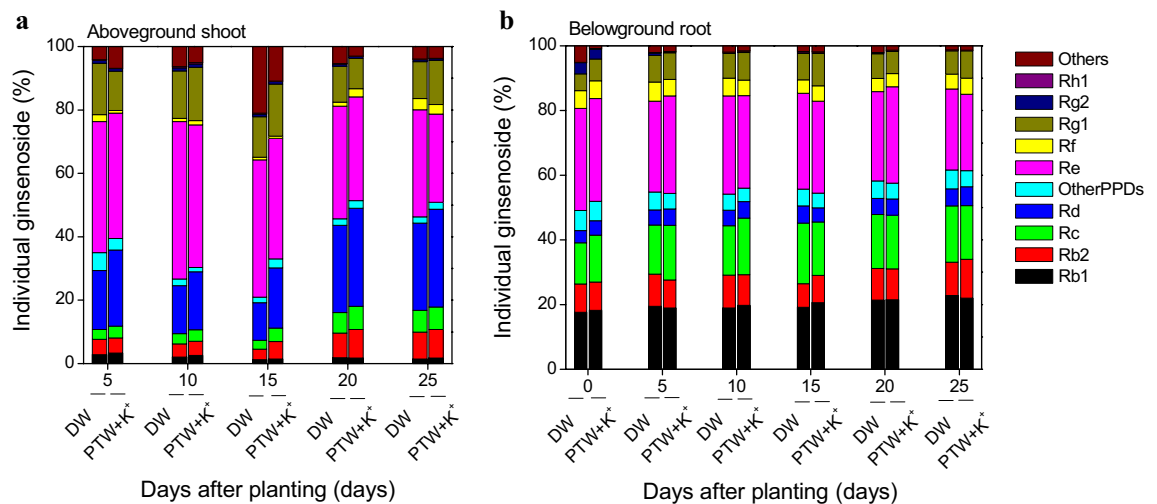 a
Aboveground shoot
Individual ginsenoside (%)
100
80
60
40
20
0
5
10
15
20
25
DW
PTW+K+
DW
PTW+K+
DW
PTW+K+
DW
PTW+K+
DW
PTW+K+
Days after planting (days)
b
Belowground root
Individual ginsenoside (%)
100
80
60
40
20
0
0
5
10
15
20
25
DW
PTW+K+
DW
PTW+K+
DW
PTW+K+
DW
PTW+K+
DW
PTW+K+
DW
PTW+K+
Days after planting (days)
Others
Rh1
Rg2
Rg1
Rf
Re
OtherPPDs
Rd
Rc
Rb2
Rb1